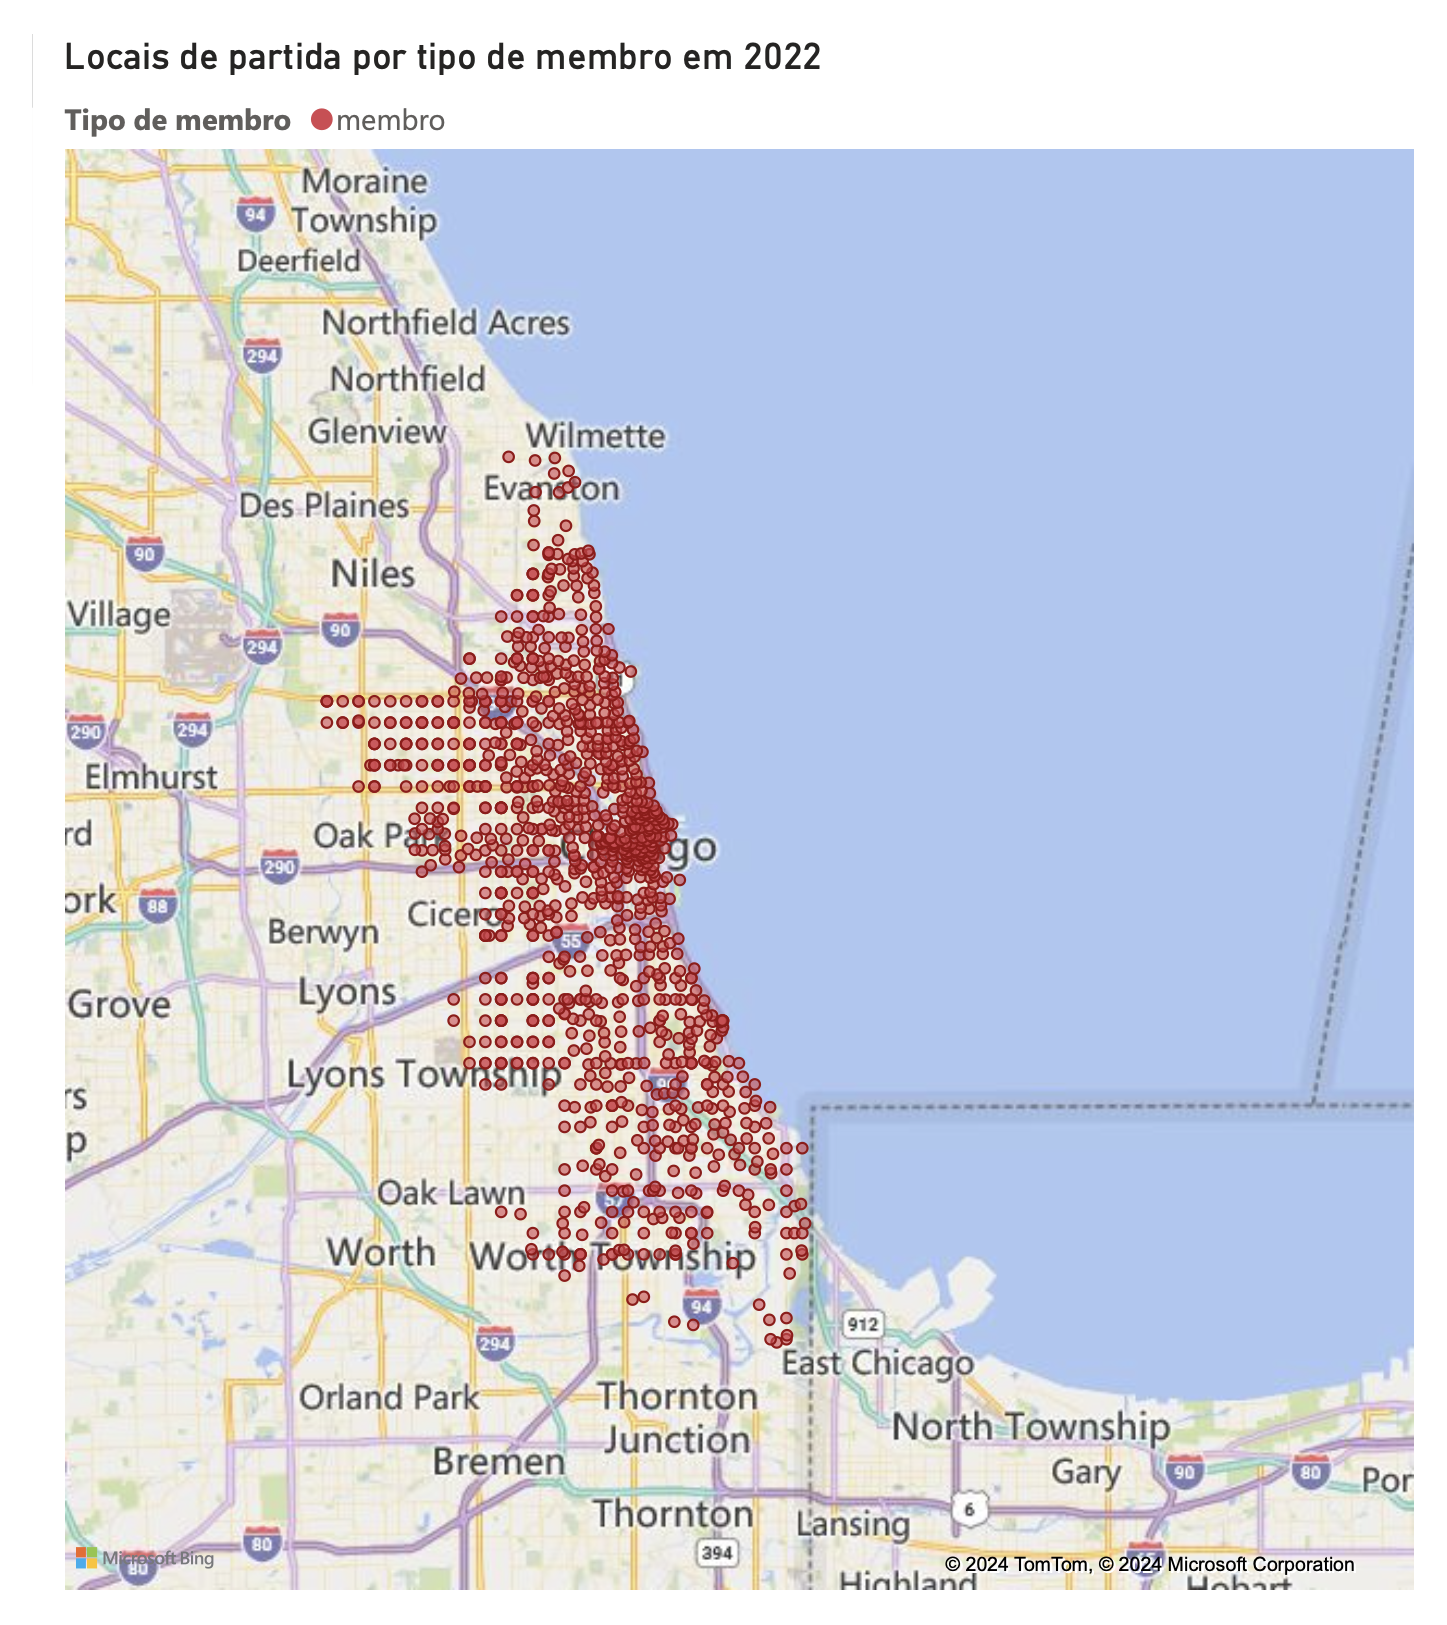 Locais de partida por tipo de membro em 2022
Tipo de membro membro
Moraine
Township
94
Deerfield
Northfield Acres
294
Northfield
Glenview
Wilmette
Evanston
Des Plaines
90
Niles
Village
90
294
290
294
Elmhurst
rd
Oak Park
Chicago
290
ork
88
Cicero
Berwyn
55
Lyons
Grove
Lyons Township
rs
p
90
Oak Lawn
57
Worth
Worth Township
94
912
294
East Chicago
Orland Park
Thornton
Junction
North Township
Bremen
Gary
90
80
Por
Thornton
6
Lansing
80
394
Microsoft Bing
80
© 2024 TomTom, © 2024 Microsoft Corporation
Highland
Hobart